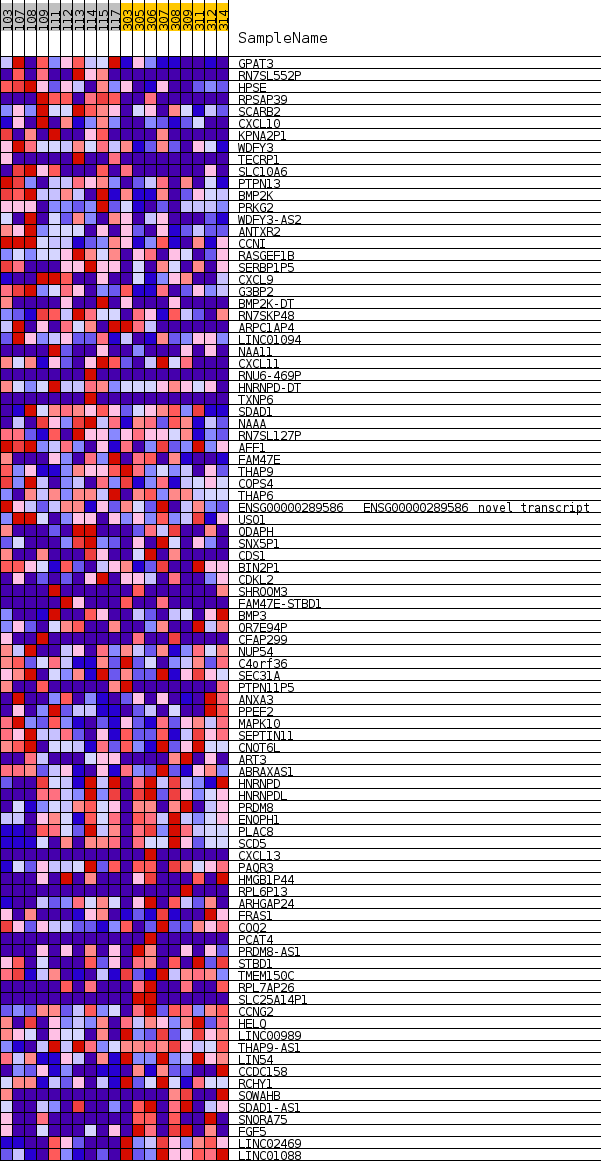 103 107 108 109 111 112 113 114 115 117 303 305 306 307 308 309 311 312 314
SampleName
GPAT3
RN7SL552P
HPSE
RPSAP39
SCARB2
CXCL10
KPNA2P1
WDFY3
TECRP1
SLC10A6
PTPN13
BMP2K
PRKG2
WDFY3-AS2
ANTXR2
CCNI
RASGEF1B
SERBP1P5
CXCL9
G3BP2
BMP2K-DT
RN7SKP48
ARPC1AP4
LINC01094
NAA11
CXCL11
RNU6-469P
HNRNPD-DT
TXNP6
SDAD1
NAAA
RN7SL127P
AFF1
FAM47E
THAP9
COPS4
THAP6
ENSG00000289586 ENSG00000289586 novel transcript
USO1
ODAPH
SNX5P1
CDS1
BIN2P1
CDKL2
SHROOM3
FAM47E-STBD1
BMP3
OR7E94P
CFAP299
NUP54
C4orf36
SEC31A
PTPN11P5
ANXA3
PPEF2
MAPK10
SEPTIN11
CNOT6L
ART3
ABRAXAS1
HNRNPD
HNRNPDL
PRDM8
ENOPH1
PLAC8
SCD5
CXCL13
PAQR3
HMGB1P44
RPL6P13
ARHGAP24
FRAS1
COQ2
PCAT4
PRDM8-AS1
STBD1
TMEM150C
RPL7AP26
SLC25A14P1
CCNG2
HELQ
LINC00989
THAP9-AS1
LIN54
CCDC158
RCHY1
SOWAHB
SDAD1-AS1
SNORA75
FGF5
LINC02469
LINC01088